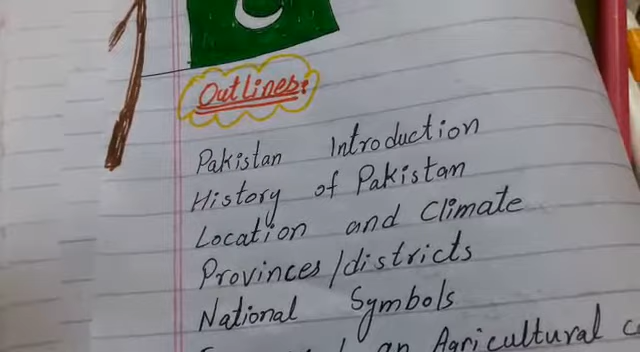 Outlines:
Pakistan Introduction
History of Pakistan
Location and Climate
Provinces/districts
National Symbols
an Agricultural